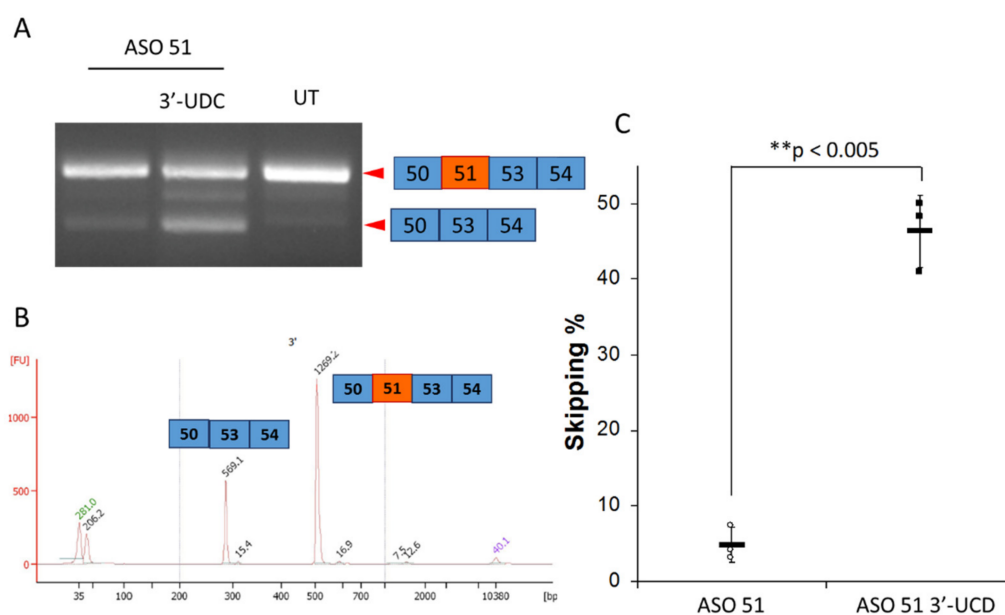 A
ASO 51
3’-UDC
UT
50 51 53 54
50 53 54
B
3'
[FU]
1000
500
0
281.0
206.2
569.1
15.4
1269.2
16.9
7.5
12.6
40.1
50 53 54
50 51 53 54
35 100 200 300 400 500 700 2000 10380 [bp
C
**p < 0.005
Skipping %
50
40
30
20
10
0
ASO 51
ASO 51 3’-UCD